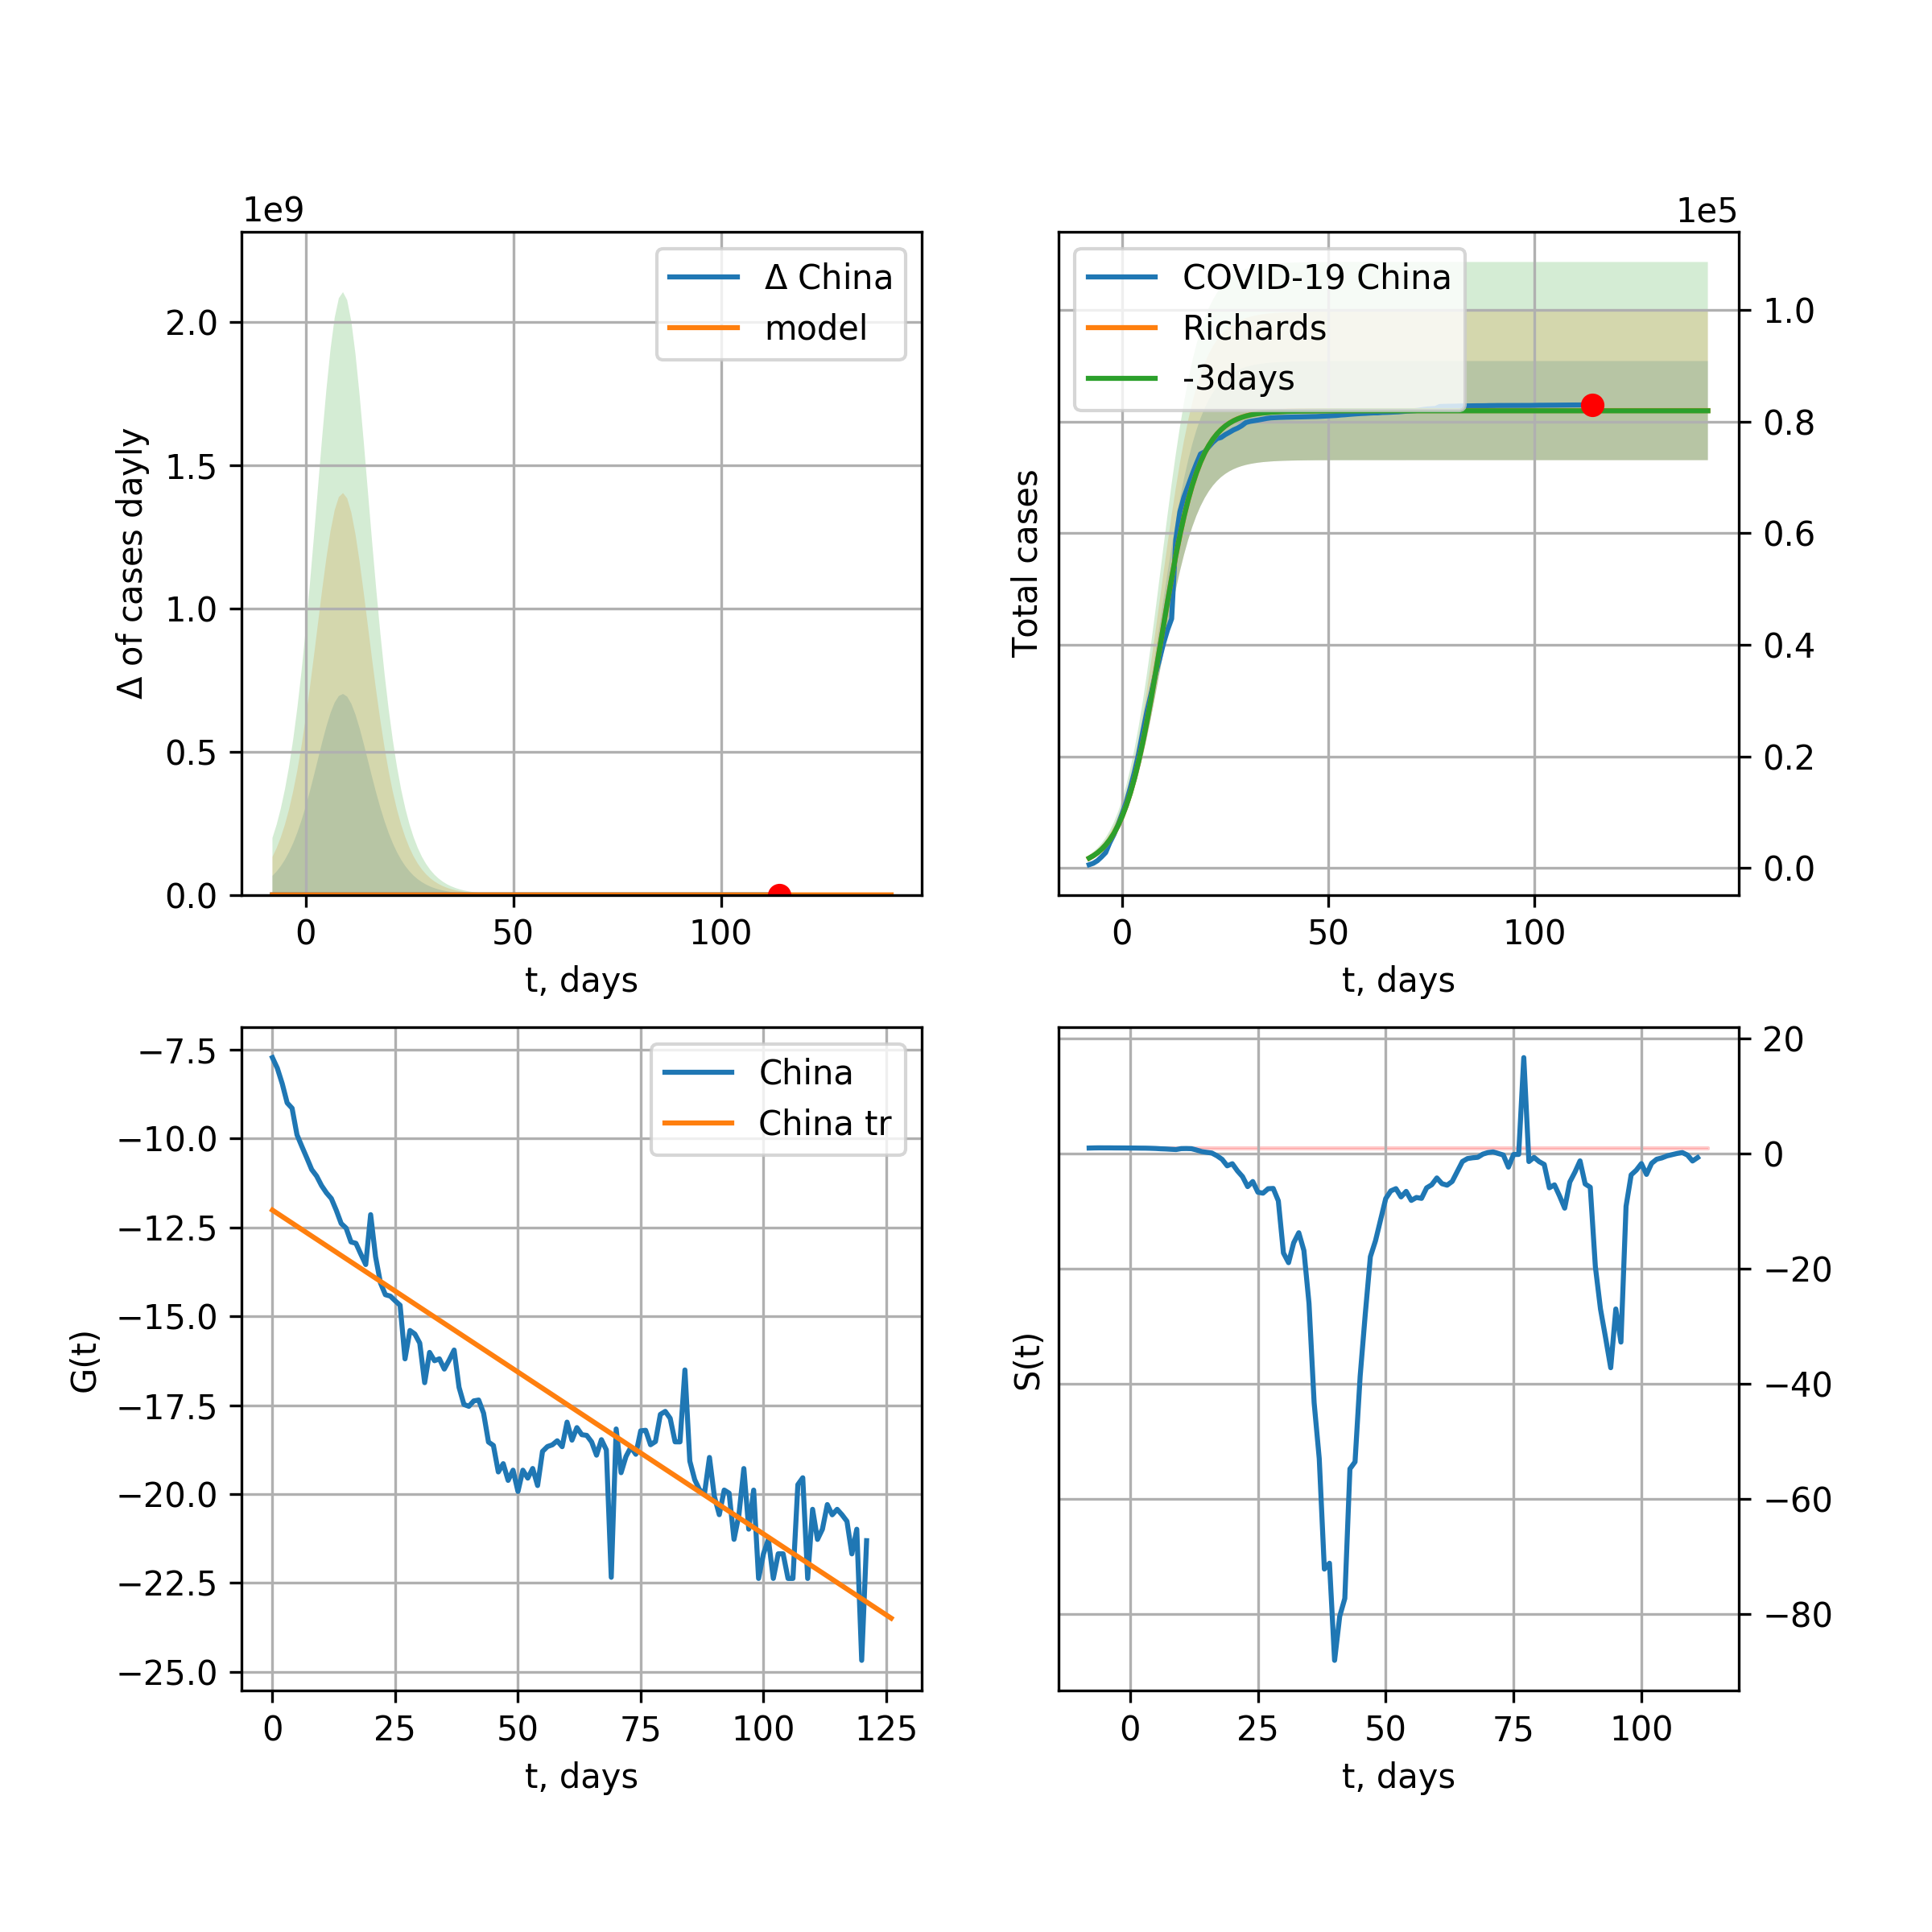 1e9
Δ China
model
2.0
1.5
1.0
0.5
0.0
Δ of cases dayly
0 50 100
t, days
1e5
COVID-19 China
Richards
-3days
1.0
0.8
0.6
0.4
0.2
0.0
Total cases
0 50 100
t, days
China
China tr
−7.5
−10.0
−12.5
−15.0
−17.5
−20.0
−22.5
−25.0
G(t)
0 25 50 75 100 125
t, days
20
0
−20
−40
−60
−80
S(t)
0 25 50 75 100
t, days